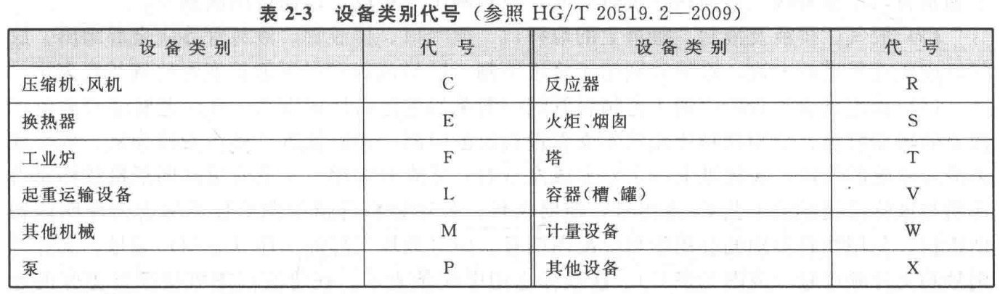 表 2-3 设备类别代号（参照 HG/T 20519.2—2009）
设备类别 代号 设备类别 代号
压缩机、风机 C 反应器 R
换热器 E 火炬、烟囱 S
工业炉 F 塔 T
起重运输设备 L 容器（槽、罐） V
其他机械 M 计量设备 W
泵 P 其他设备 X